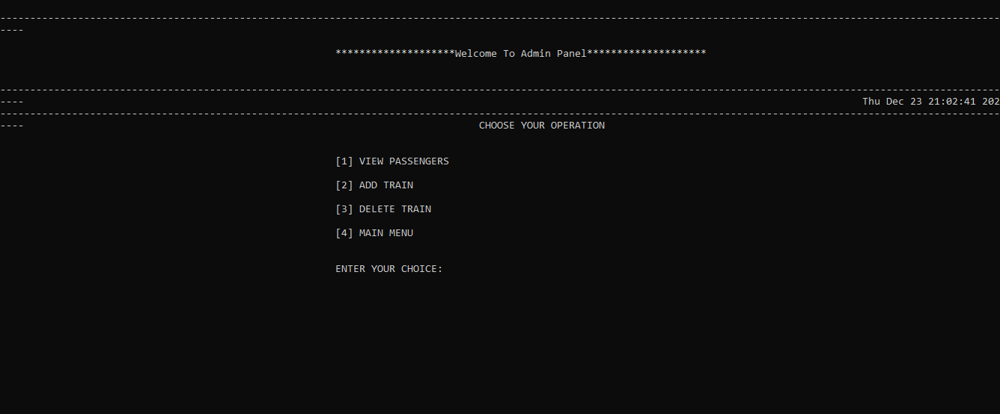 -----------------------------------------------------------------------------------------------------------------------------------------------------------------------
----
********************Welcome To Admin Panel********************
-----------------------------------------------------------------------------------------------------------------------------------------------------------------------
---- Thu Dec 23 21:02:41 202
-----------------------------------------------------------------------------------------------------------------------------------------------------------------------
---- CHOOSE YOUR OPERATION
[1] VIEW PASSENGERS
[2] ADD TRAIN
[3] DELETE TRAIN
[4] MAIN MENU
ENTER YOUR CHOICE: